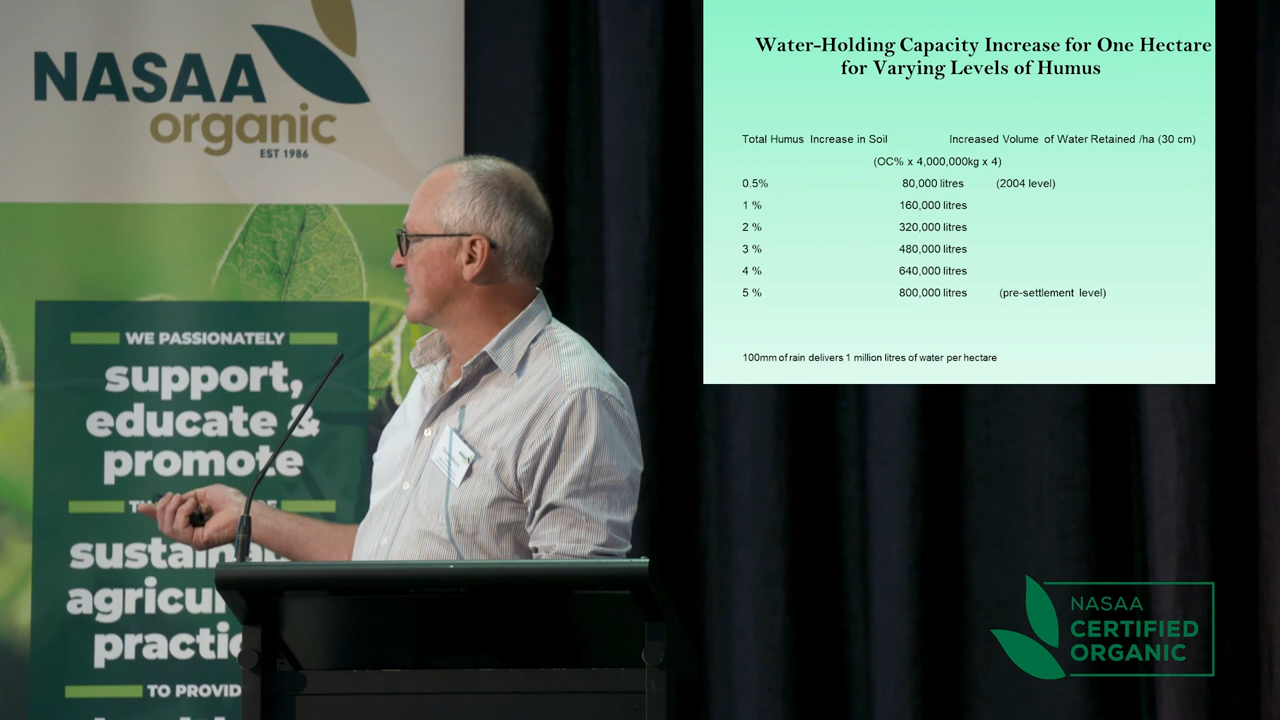 NASAA
organic
EST 1986
WE PASSIONATELY
support,
educate &
promote
practic
TO PROVID
Water-Holding Capacity Increase for One Hectare
for Varying Levels of Humus
Total Humus Increase in Soil Increased Volume of Water Retained /ha (30 cm)
(OC% x 4,000,000kg x 4)
0.5% 80,000 litres (2004 level)
1 % 160,000 litres
2 % 320,000 litres
3 % 480,000 litres
4 % 640,000 litres
5 % 800,000 litres (pre-settlement level)
100mm of rain delivers 1 million litres of water per hectare
NASAA
CERTIFIED
ORGANIC